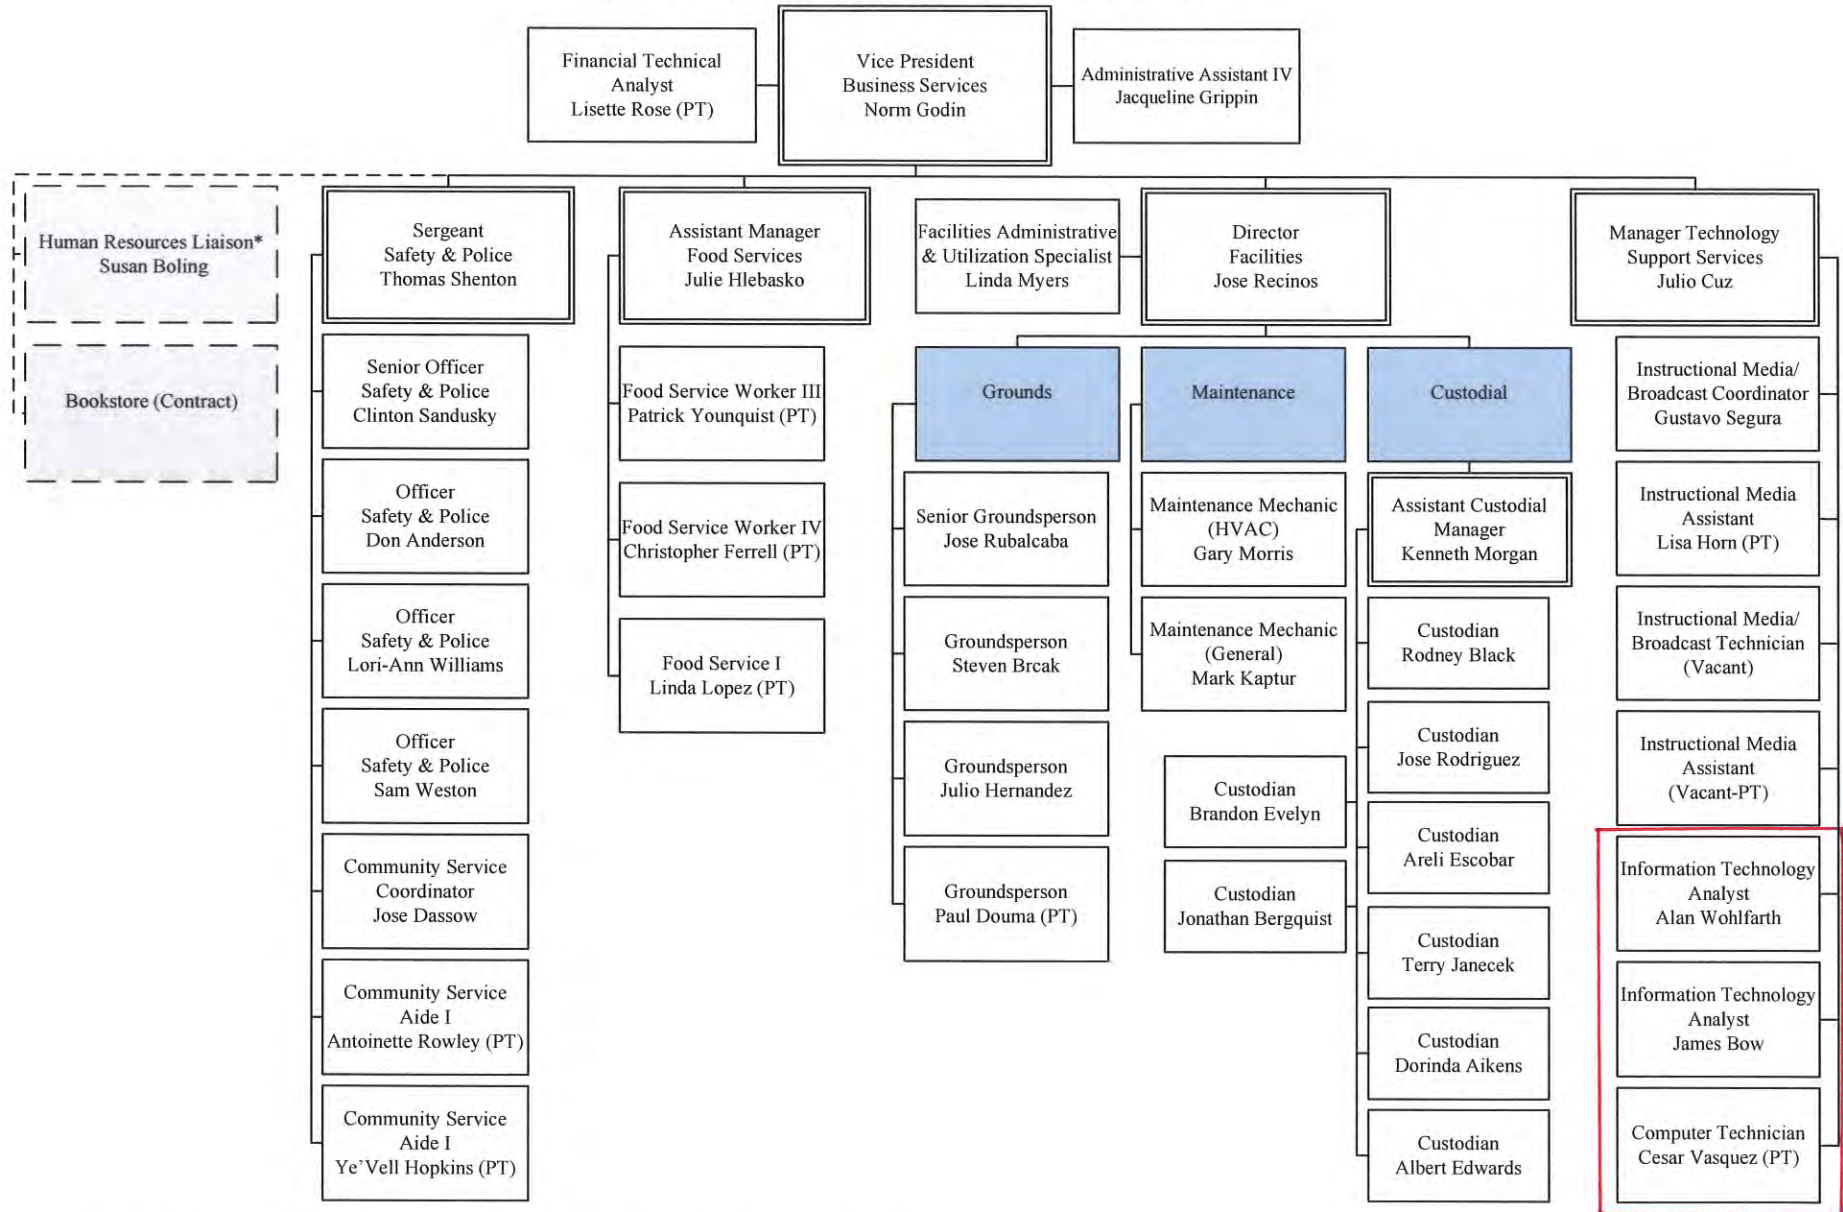 Financial Technical
Analyst
Lisette Rose (PT)
Vice President
Business Services
Norm Godin
Administrative Assistant IV
Jacqueline Grippin
Human Resources Liaison*
Susan Boling
Bookstore (Contract)
Sergeant
Safety & Police
Thomas Shenton
Senior Officer
Safety & Police
Clinton Sandusky
Officer
Safety & Police
Don Anderson
Officer
Safety & Police
Lori-Ann Williams
Officer
Safety & Police
Sam Weston
Community Service
Coordinator
Jose Dassow
Community Service
Aide I
Antoinette Rowley (PT)
Community Service
Aide I
Ye'Vell Hopkins (PT)
Assistant Manager
Food Services
Julie Hlebasko
Food Service Worker III
Patrick Younquist (PT)
Food Service Worker IV
Christopher Ferrell (PT)
Food Service I
Linda Lopez (PT)
Facilities Administrative
& Utilization Specialist
Linda Myers
Director
Facilities
Jose Recinos
Grounds
Senior Groundsperson
Jose Rubalcaba
Groundsperson
Steven Brcak
Groundsperson
Julio Hernandez
Groundsperson
Paul Douma (PT)
Maintenance
Maintenance Mechanic
(HVAC)
Gary Morris
Maintenance Mechanic
(General)
Mark Kaptur
Custodial
Assistant Custodial
Manager
Kenneth Morgan
Custodian
Brandon Evelyn
Custodian
Jonathan Bergquist
Custodian
Rodney Black
Custodian
Jose Rodriguez
Custodian
Areli Escobar
Custodian
Terry Janecek
Custodian
Dorinda Aikens
Custodian
Albert Edwards
Manager Technology
Support Services
Julio Cuz
Instructional Media/
Broadcast Coordinator
Gustavo Segura
Instructional Media
Assistant
Lisa Horn (PT)
Instructional Media/
Broadcast Technician
(Vacant)
Instructional Media
Assistant
(Vacant-PT)
Information Technology
Analyst
Alan Wohlfarth
Information Technology
Analyst
James Bow
Computer Technician
Cesar Vasquez (PT)